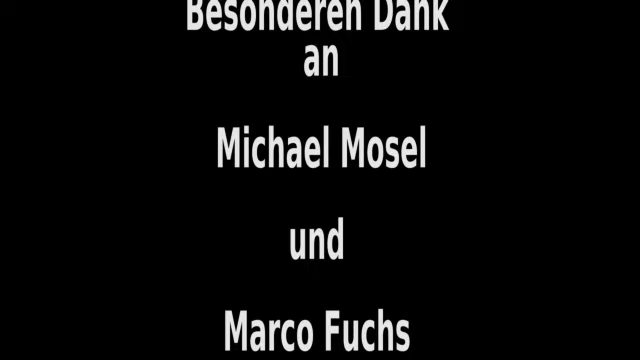 Besonderen Dank
an
Michael Mosel
und
Marco Fuchs